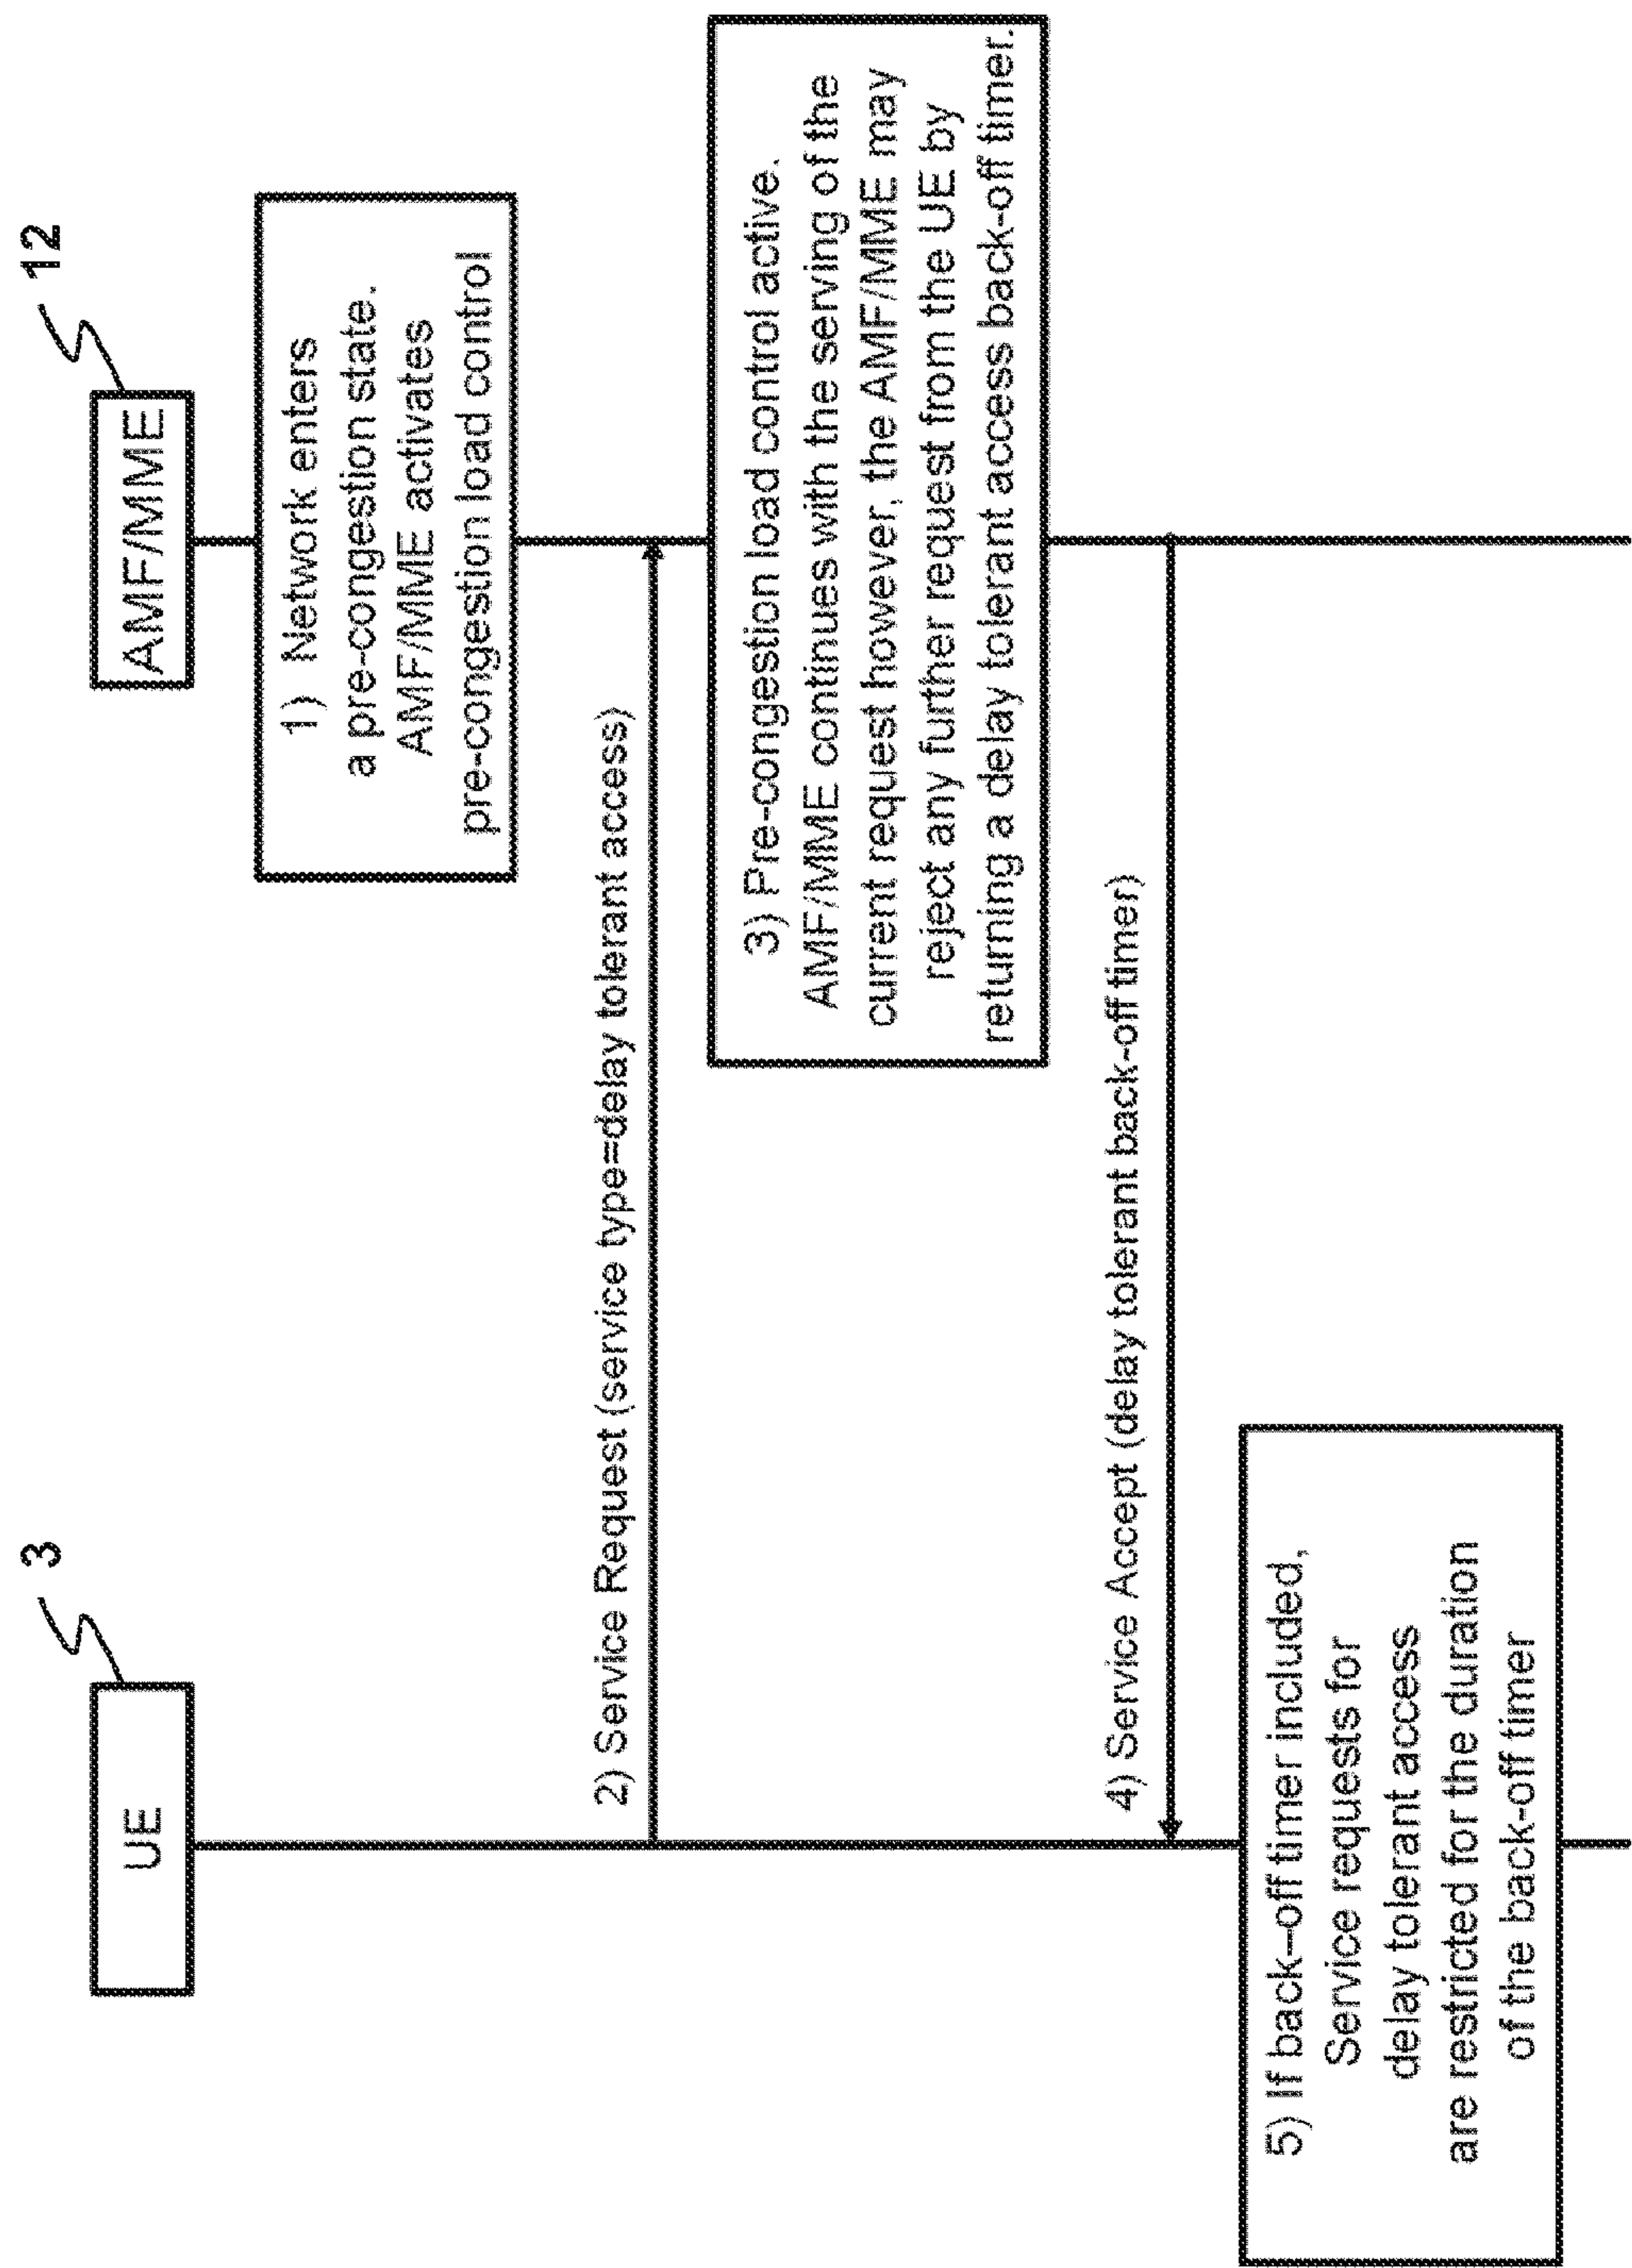 3
12
UE
AMF/MME
1) Network enters
a pre-congestion state.
AMF/MME activates
pre-congestion load control
2) Service Request (service type=delay tolerant access)
3) Pre-congestion load control active.
AMF/MME continues with the serving of the
current request however, the AMF/MME may
reject any further request from the UE by
returning a delay tolerant access back-off timer.
4) Service Accept (delay tolerant back-off timer)
5) If back-off timer included,
Service requests for
delay tolerant access
are restricted for the duration
of the back-off timer